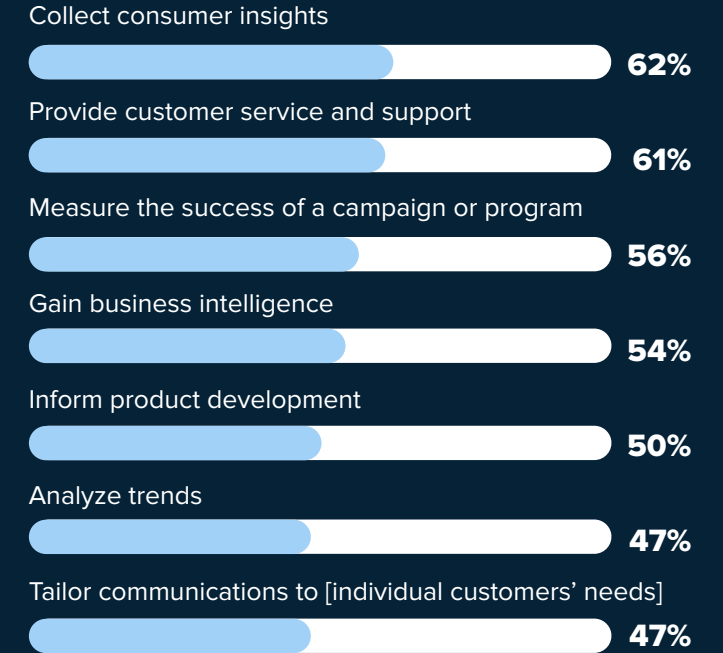 Collect consumer insights
62%
Provide customer service and support
61%
Measure the success of a campaign or program
56%
Gain business intelligence
54%
Inform product development
50%
Analyze trends
47%
Tailor communications to [individual customers’ needs]
47%